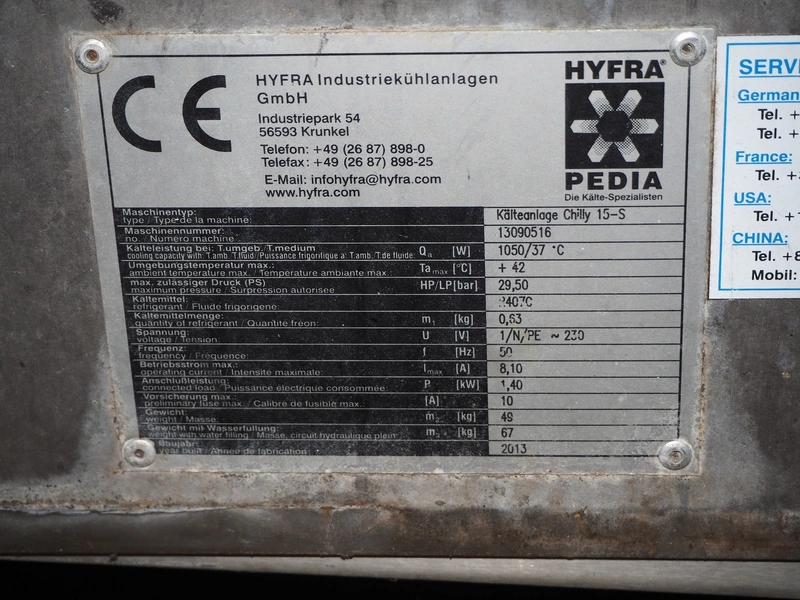 CE
HYFRA Industriekühlanlagen
GmbH
Industriepark 54
56593 Krunkel
Telefon: +49 (26 87) 898-0
Telefax: +49 (26 87) 898-25
E-Mail: infohyfra@hyfra.com
www.hyfra.com
HYFRA®
PEDIA
Die Kälte-Spezialisten
Maschinentyp:
type / Type de la machine: Kälteanlage Chilly 15-S
Maschinennummer:
no. / Numero machine: 13090516
Kälteleistung bei: T.umgeb. T.medium
cooling capacity with: T.amb. T.fluid/Puissance frigorifique a: T.amb. T.de fluide: Qo [W] 1050/37 °C
Umgebungstemperatur max.:
ambient temperature max. / Temperature ambiante max.: Ta max [°C] + 42
max. zulässiger Druck (PS)
maximum pressure / Surpression autorisee HP/LP[bar] 29,50
Kältemittel:
refrigerant / Fluide frigorigene: R407C
Kältemittelmenge:
quantity of refrigerant / Quantite freon: m1 [kg] 0,63
Spannung:
voltage / Tension: U [V] 1/N/PE ~ 230
Frequenz:
frequency / Frequence: f [Hz] 50
Betriebsstrom max.:
operating current / Intensite maximale: I max [A] 8,10
Anschlußleistung:
connected load / Puissance électrique consommée: P [kW] 1,40
Vorsicherung max.:
preliminary fuse max. / Calibre de fusible max.: [A] 10
Gewicht:
weight / Masse: m2 [kg] 49
Gewicht mit Wasserfüllung:
weight with water filling / Masse, circuit hydraulique plein: [kg] 67
Baujahr:
year built / Annee de fabrication: 2013
SERV
German
Tel. +
Tel. +
France:
Tel. +
USA:
Tel. +
CHINA:
Tel. +8
Mobil: